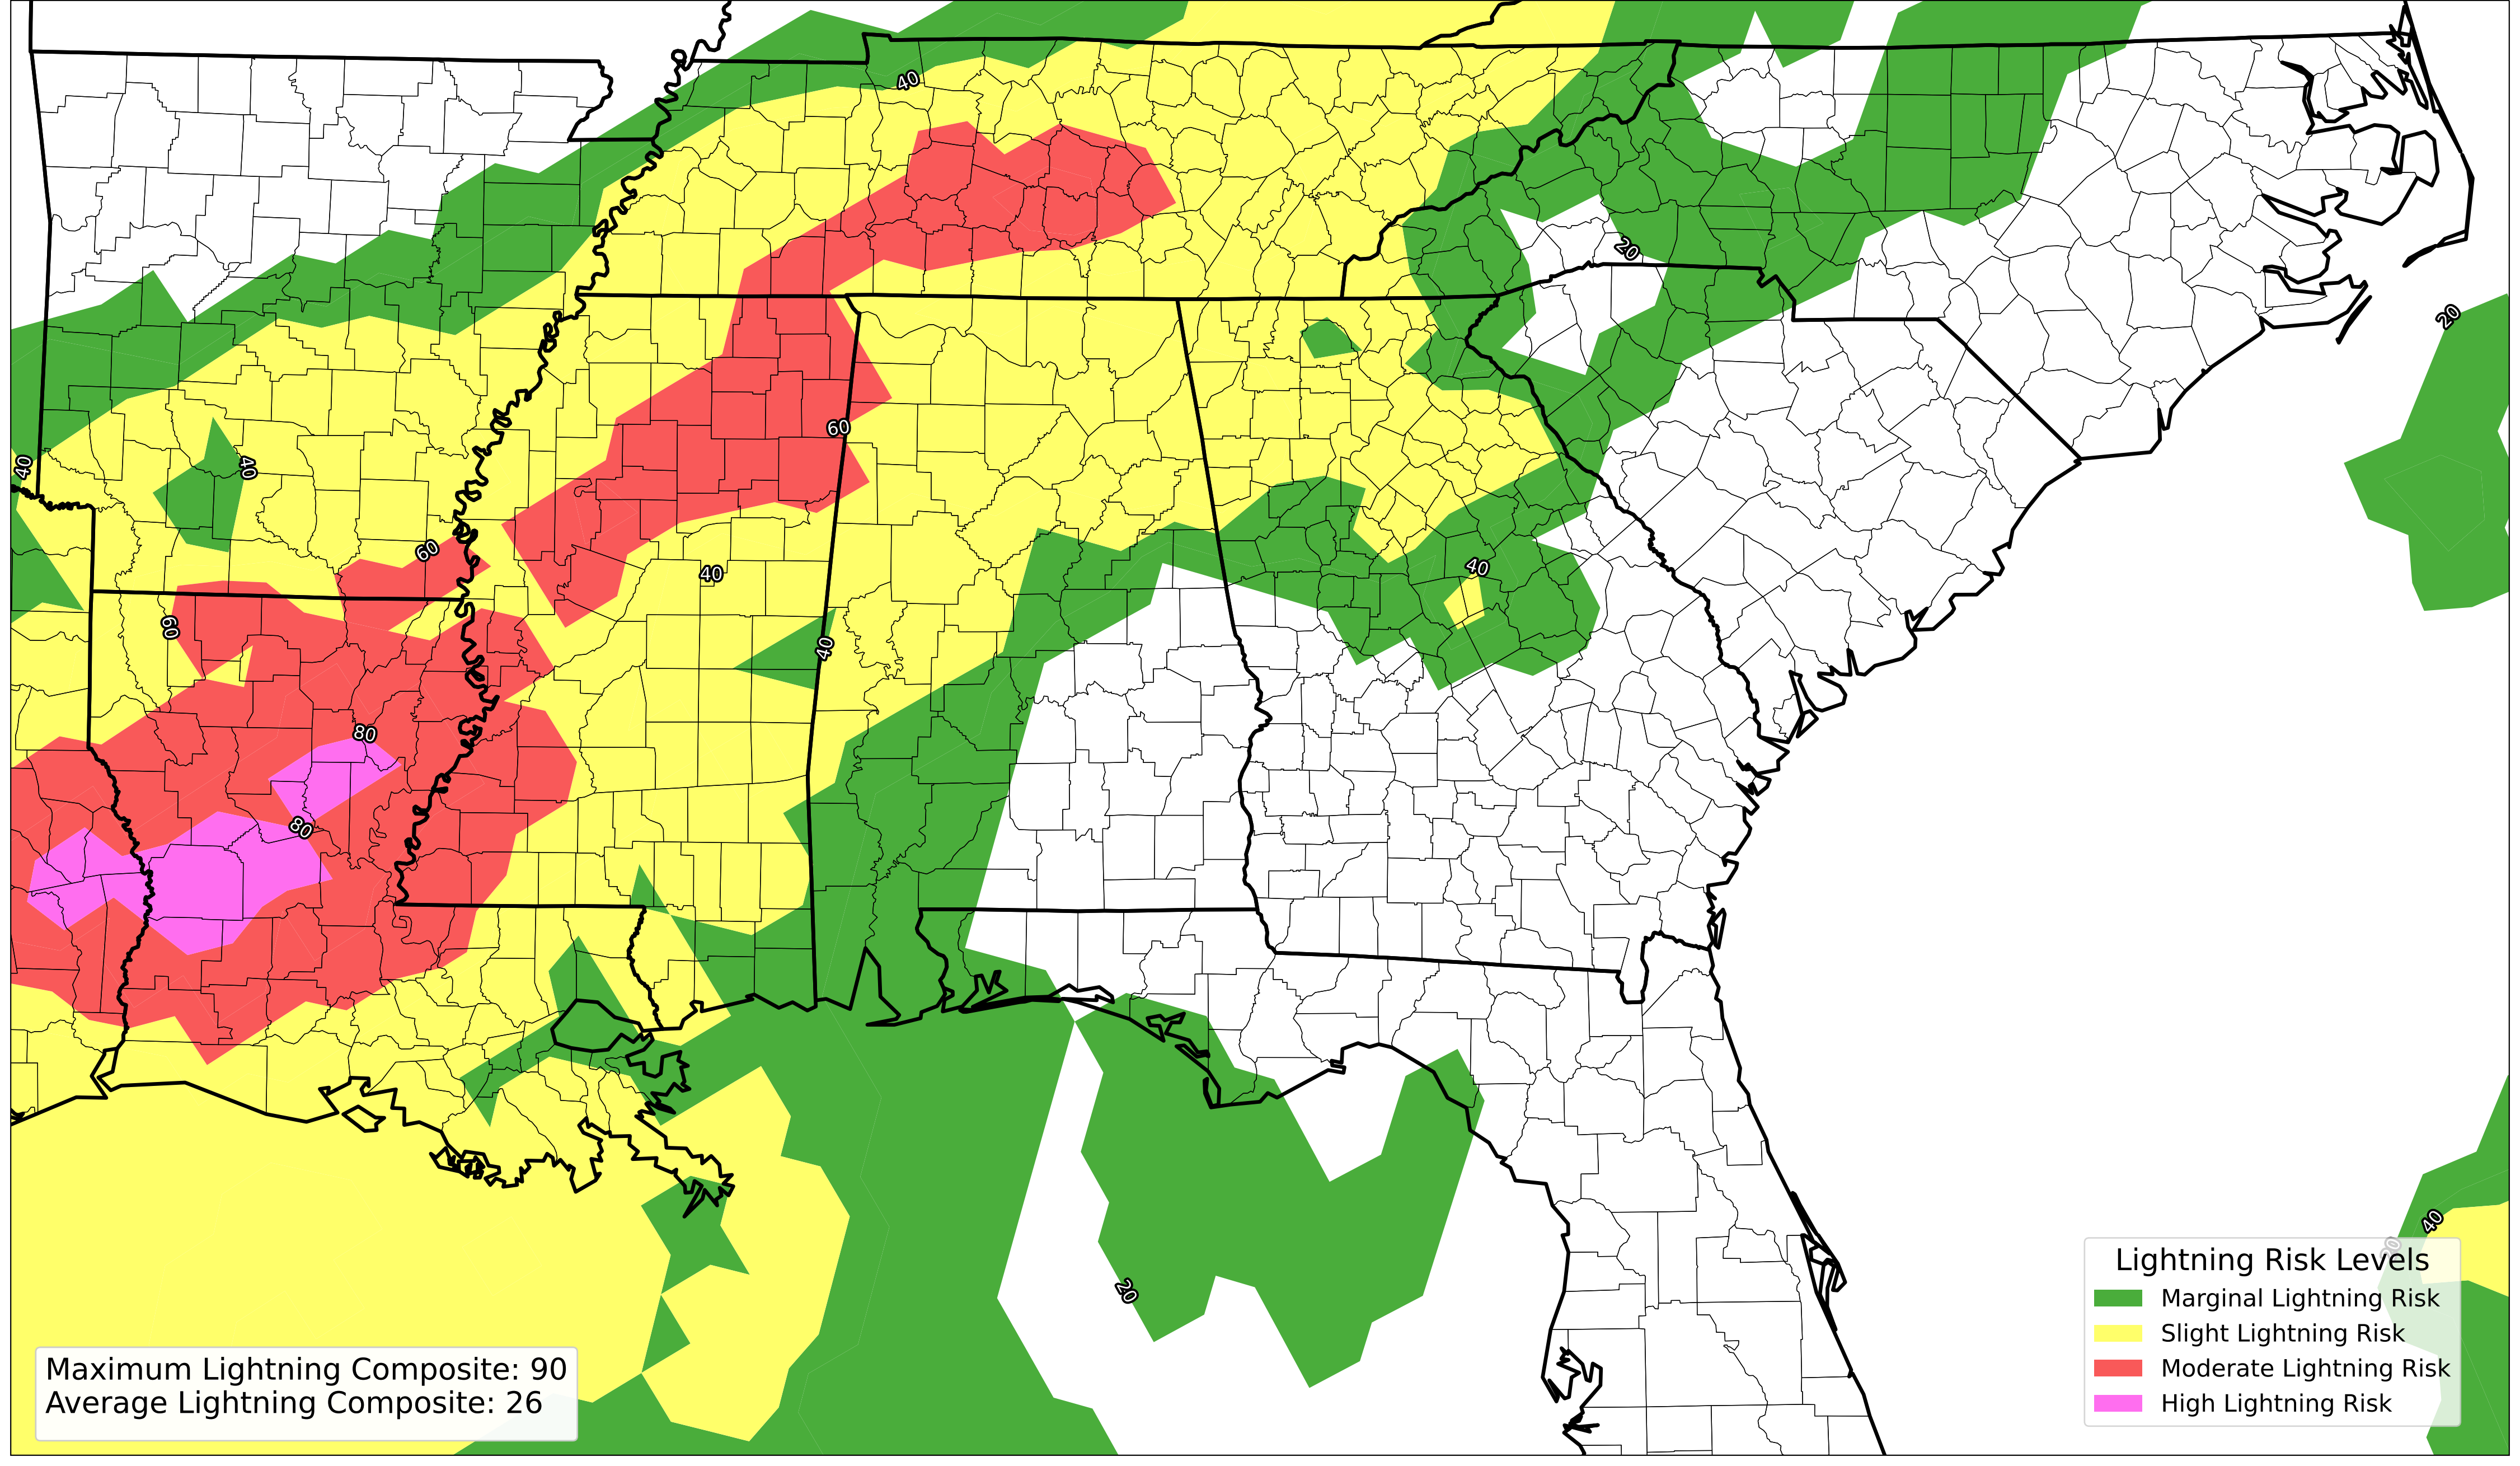 40
20
20
40
40
60
40
60
40
40
60
40
80
80
40
20
20
Lightning Risk Levels
Marginal Lightning Risk
Slight Lightning Risk
Moderate Lightning Risk
High Lightning Risk
Maximum Lightning Composite: 90
Average Lightning Composite: 26